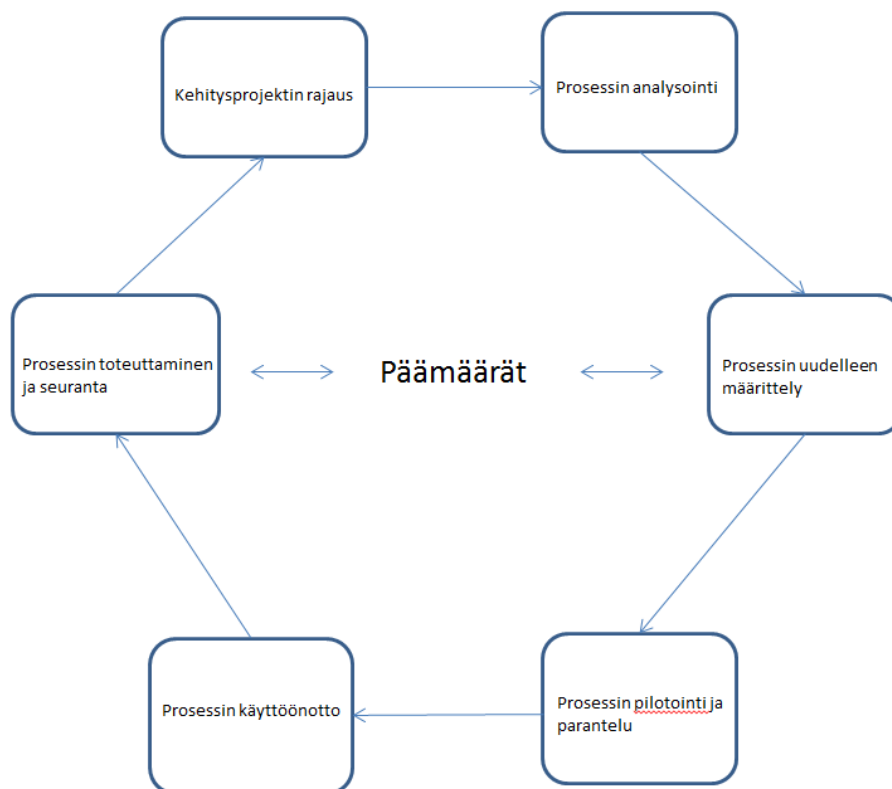 Kehitysprojektin rajaus
Prosessin analysointi
Prosessin toteuttaminen
ja seuranta
Päämäärät
Prosessin uudelleen
määrittely
Prosessin käyttöönotto
Prosessin pilotointi ja
parantelu